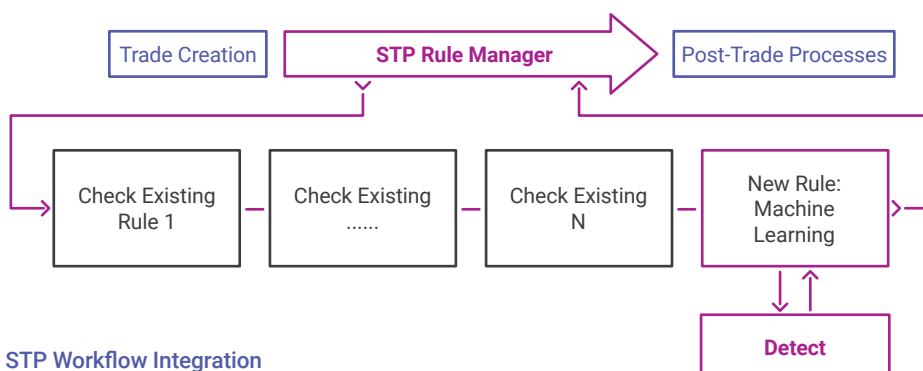 Trade Creation
STP Rule Manager
Post-Trade Processes
Check Existing
Rule 1
Check Existing
......
Check Existing
N
New Rule:
Machine
Learning
Detect
STP Workflow Integration